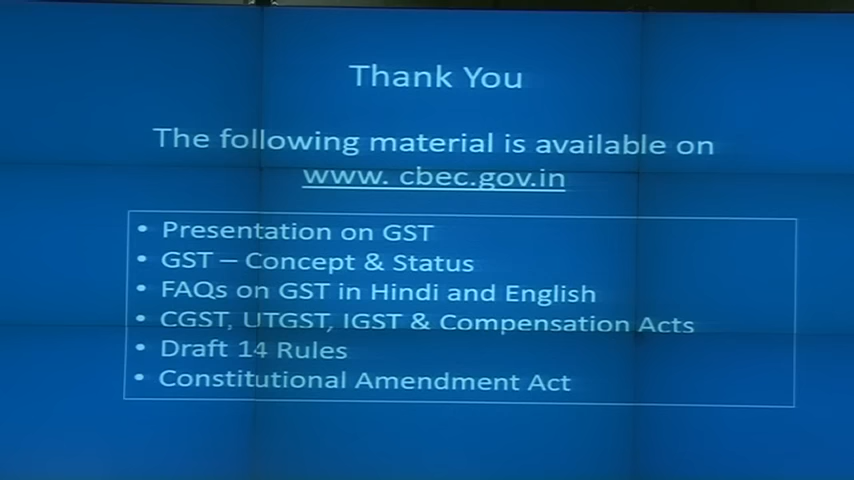 Thank You
The following material is available on
www. cbec.gov.in
• Presentation on GST
• GST – Concept & Status
• FAQs on GST in Hindi and English
• CGST, UTGST, IGST & Compensation Acts
• Draft 14 Rules
• Constitutional Amendment Act